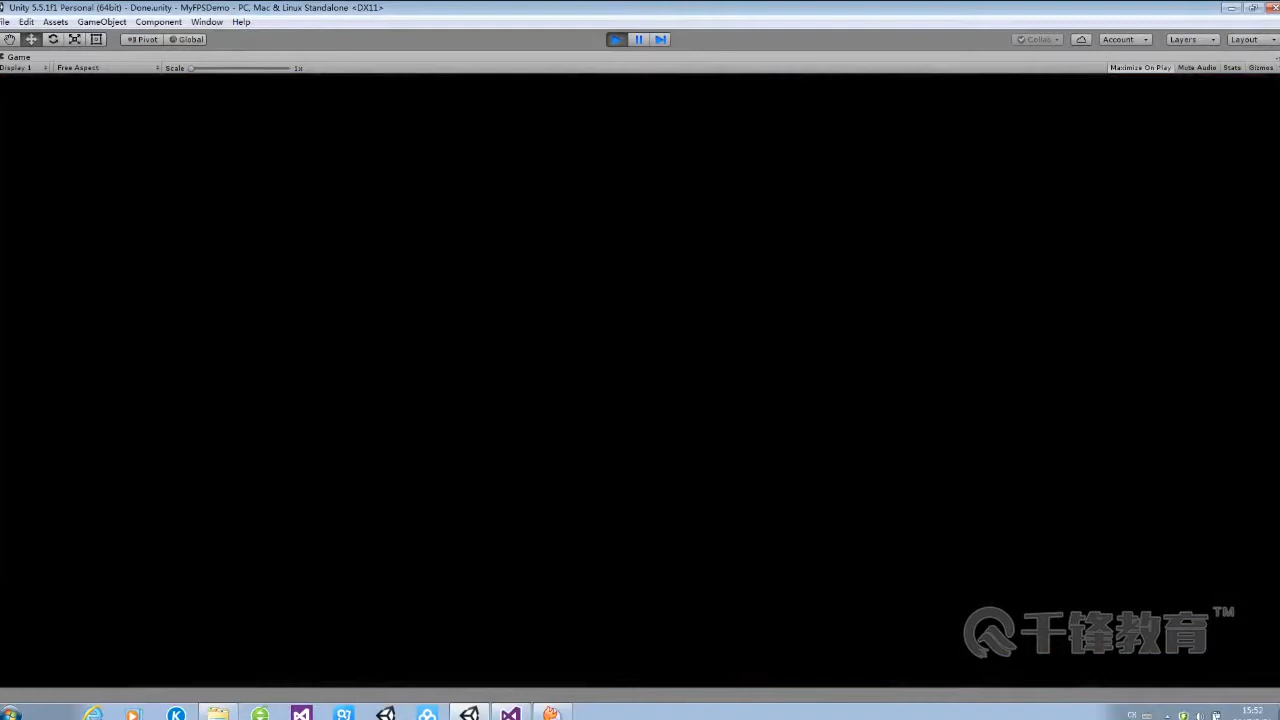 Unity 5.5.1f1 Personal (64bit) - Done.unity - MyFPSDemo - PC, Mac & Linux Standalone <DX11>
ile Edit Assets GameObject Component Window Help
Pivot Global Collab Account Layers Layout
Game
Display 1 Free Aspect Scale 1x Maximize On Play Mute Audio Stats Gizmos
千锋教育™
15:52